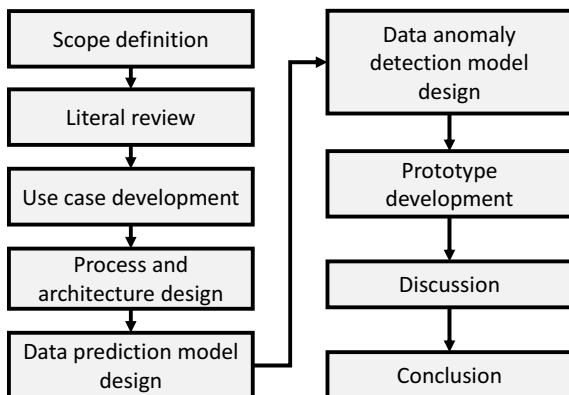 Scope definition
Literal review
Use case development
Process and
architecture design
Data prediction model
design
Data anomaly
detection model
design
Prototype
development
Discussion
Conclusion